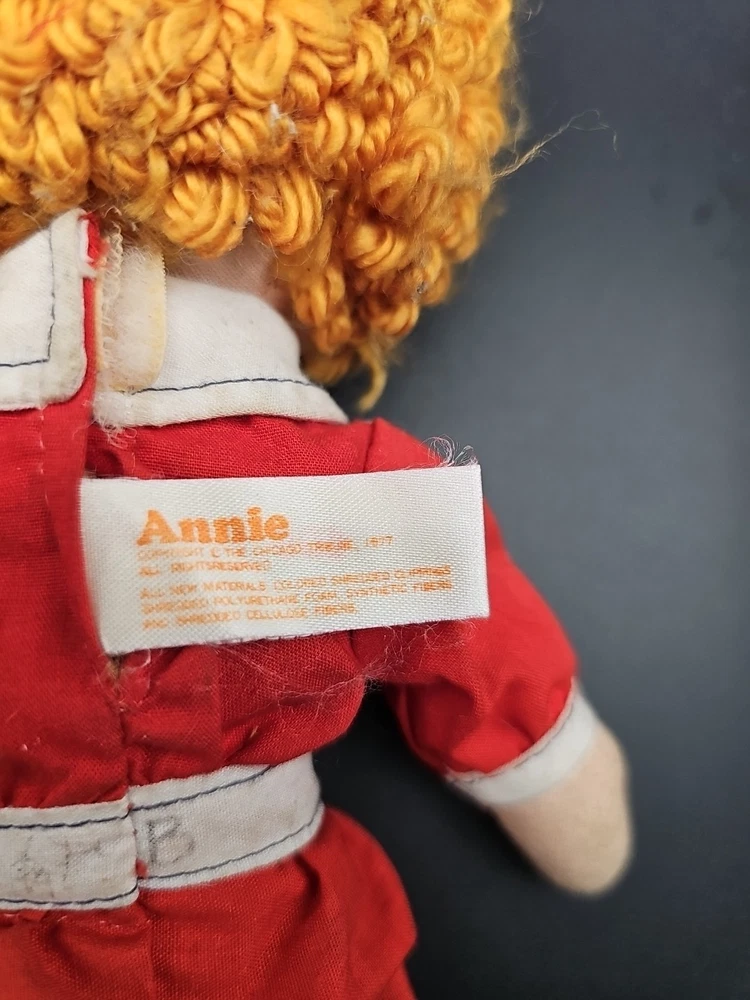 Annie
COPYRIGHT © THE CHICAGO TRIBUNE, 1977
ALL RIGHTS RESERVED
ALL NEW MATERIALS COLORED SHREDDED CLIPPINGS
SHREDDED POLYURETHANE FOAM, SYNTHETIC FIBERS
AND SHREDDED CELLULOSE FIBERS
B